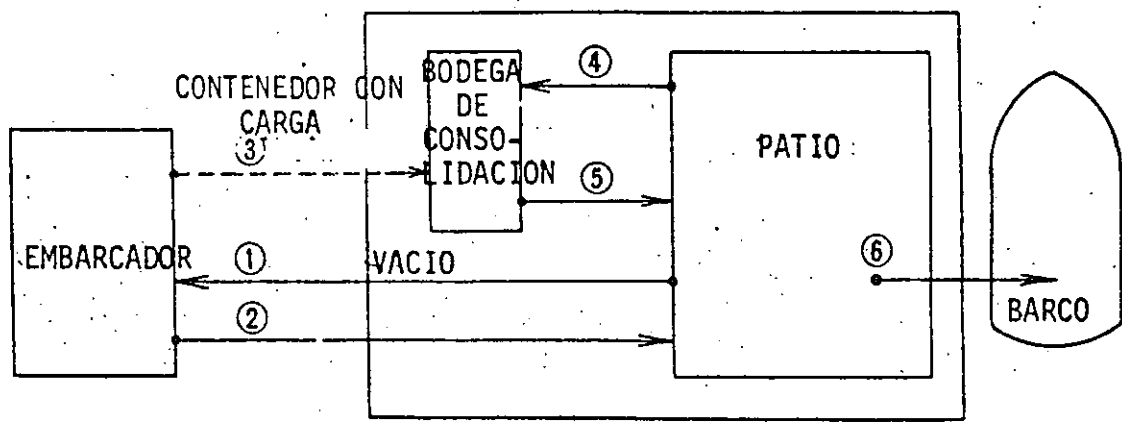 CONTENEDOR CON
CARGA
③
BODEGA
DE
CONSO-
LIDACION
④
⑤
PATIO
EMBARCADOR
①
VACIO
②
⑥
BARCO